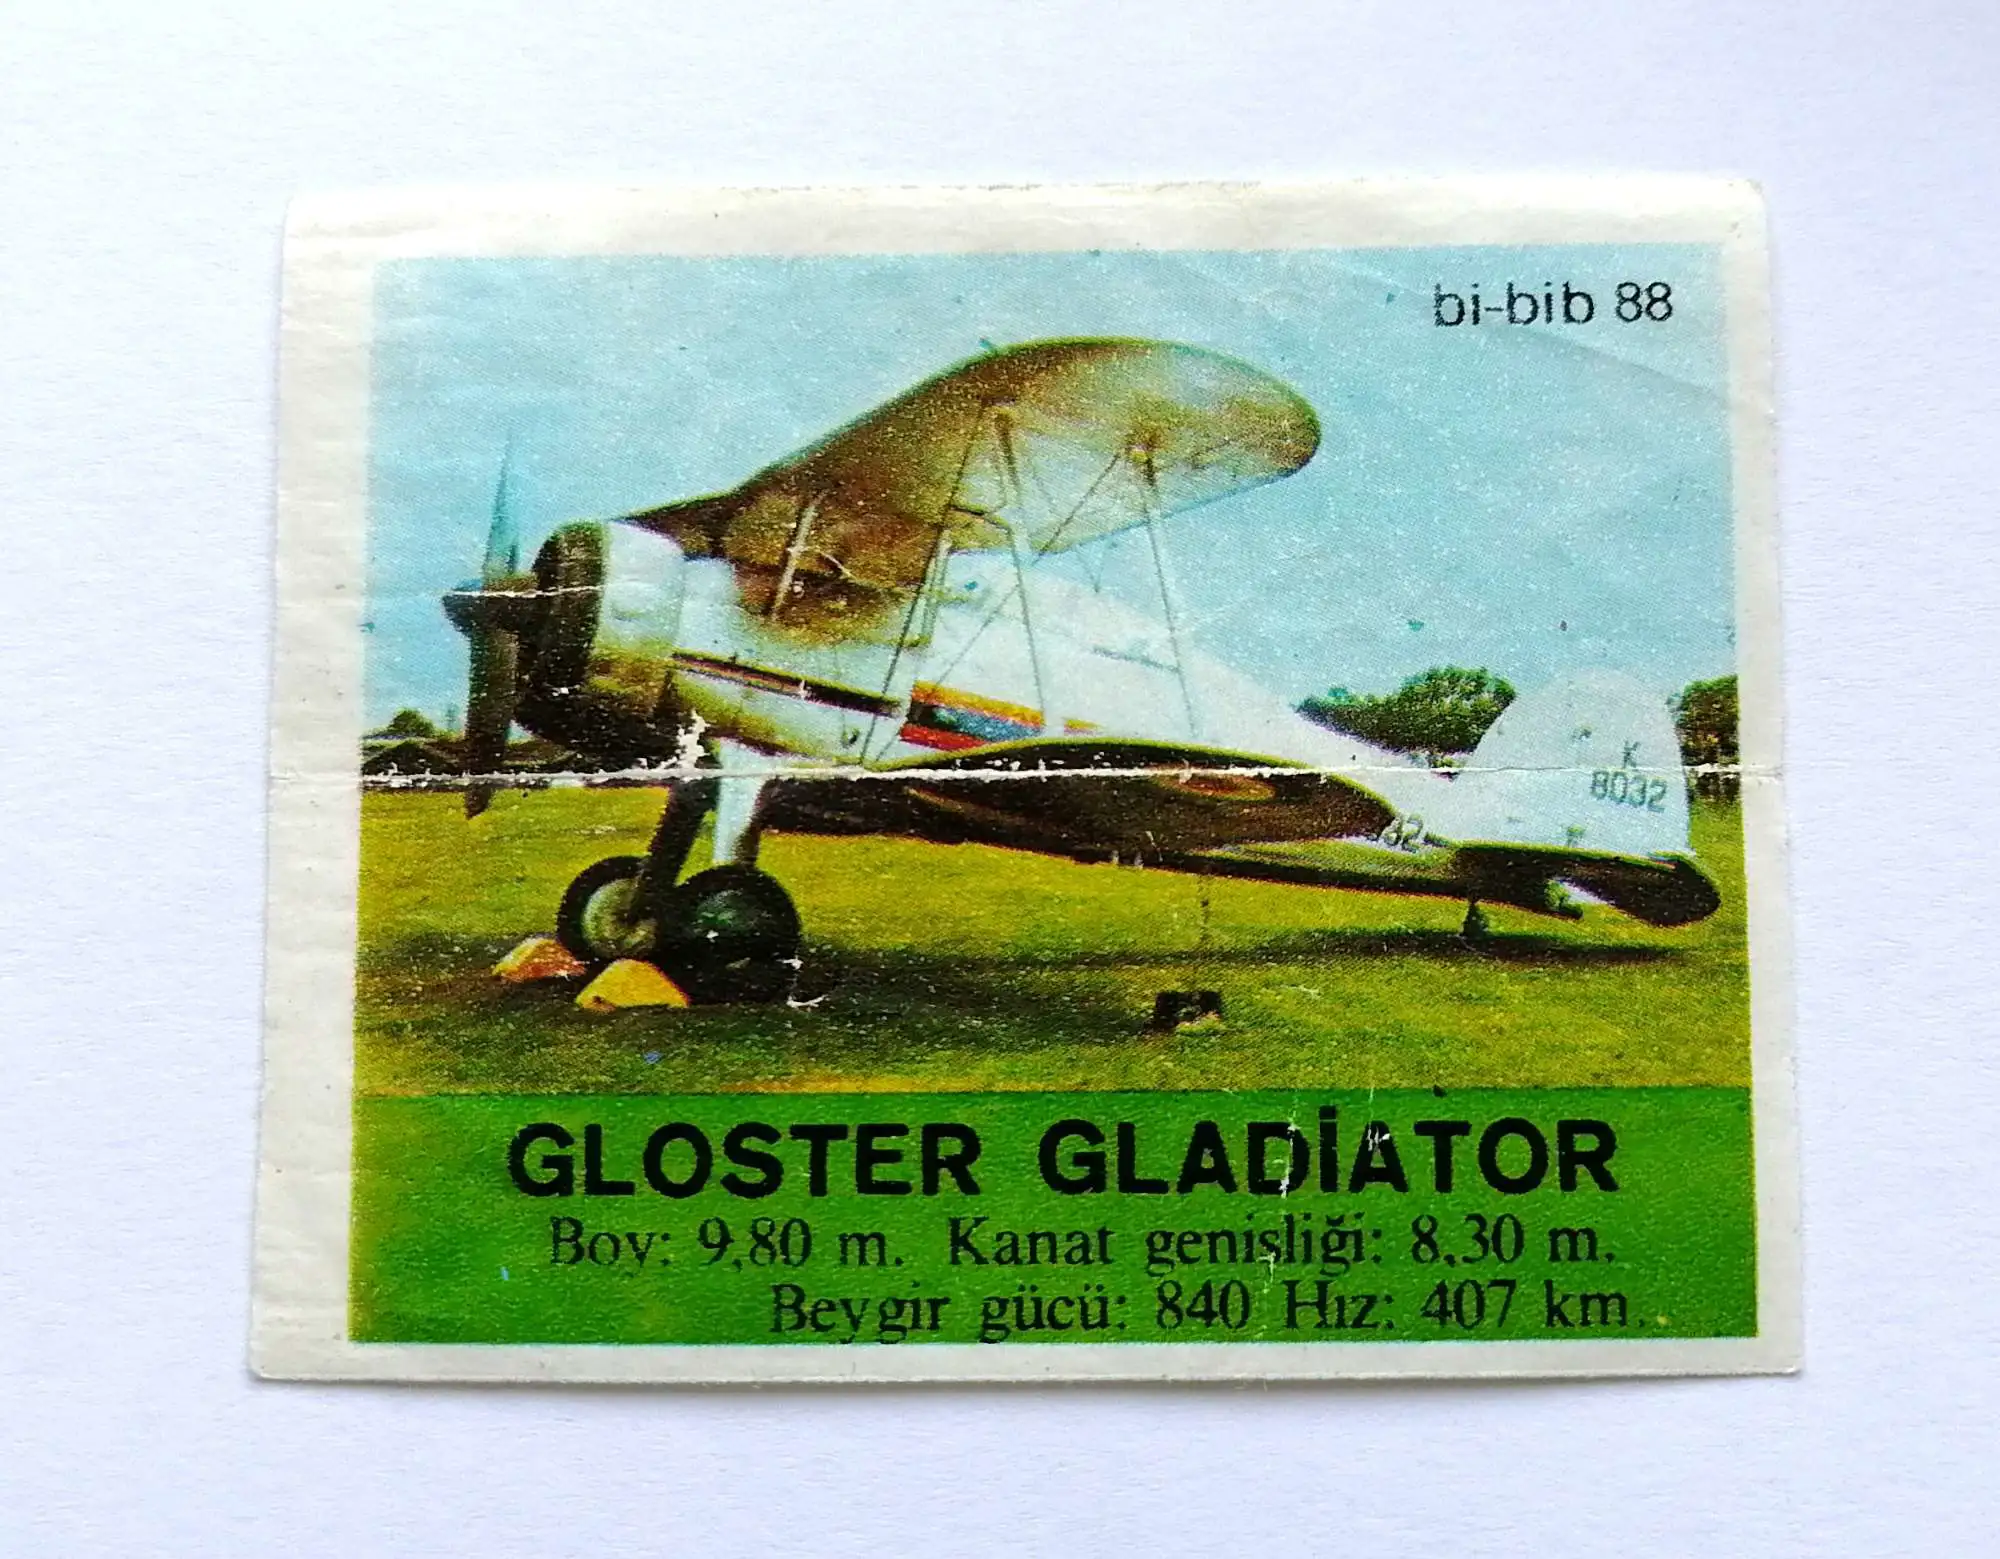 bi-bib 88
K
8032
32
GLOSTER GLADİATOR
Boy: 9,80 m. Kanat genişliği: 8,30 m.
Beygir gücü: 840 Hız: 407 km.